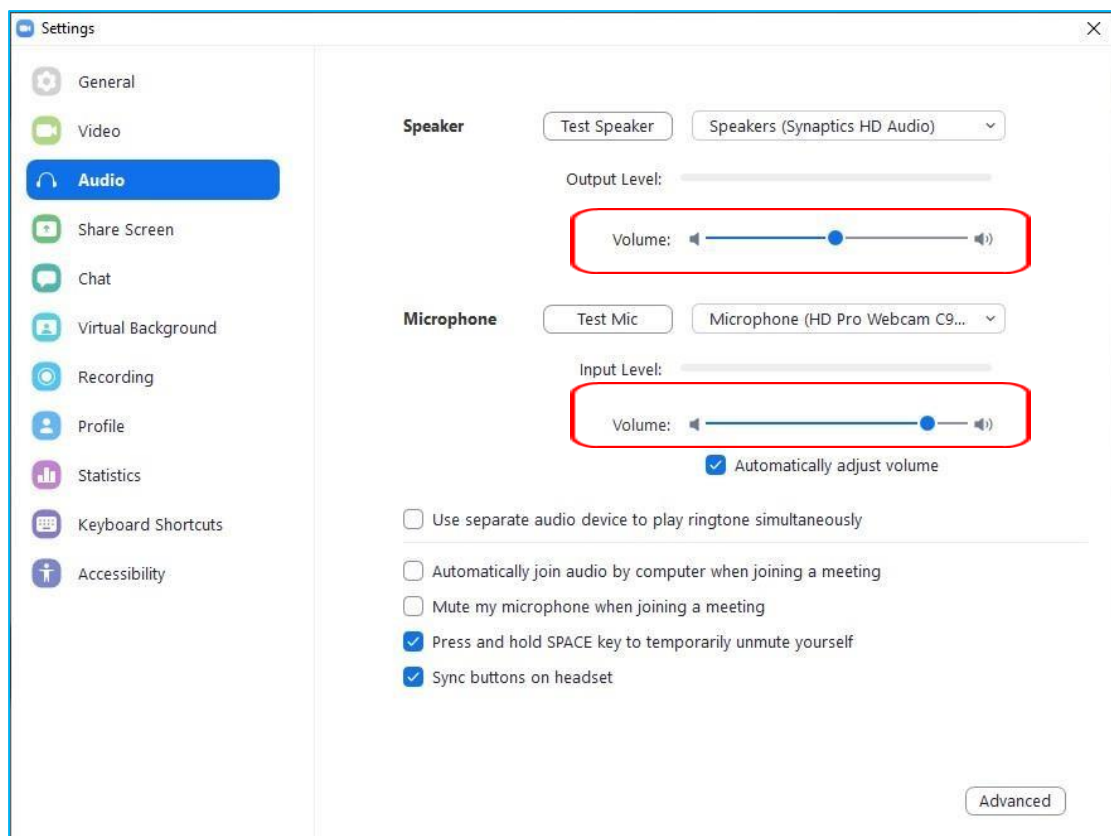 Settings
General
Video
Audio
Share Screen
Chat
Virtual Background
Recording
Profile
Statistics
Keyboard Shortcuts
Accessibility
Speaker Test Speaker Speakers (Synaptics HD Audio)
Output Level:
Volume:
Microphone Test Mic Microphone (HD Pro Webcam C9...
Input Level:
Volume:
Automatically adjust volume
Use separate audio device to play ringtone simultaneously
Automatically join audio by computer when joining a meeting
Mute my microphone when joining a meeting
Press and hold SPACE key to temporarily unmute yourself
Sync buttons on headset
Advanced